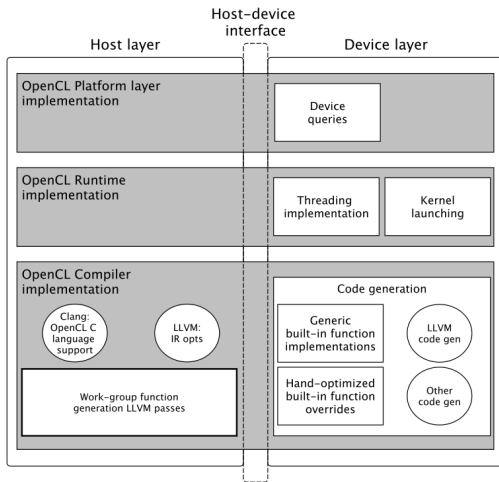 Host-device
interface
Host layer
Device layer
OpenCL Platform layer
implementation
Device
queries
OpenCL Runtime
implementation
Threading
implementation
Kernel
launching
OpenCL Compiler
implementation
Clang:
OpenCL C
language
support
LLVM:
IR opts
Work-group function
generation LLVM passes
Code generation
Generic
built-in function
implementations
LLVM
code gen
Hand-optimized
built-in function
overrides
Other
code gen